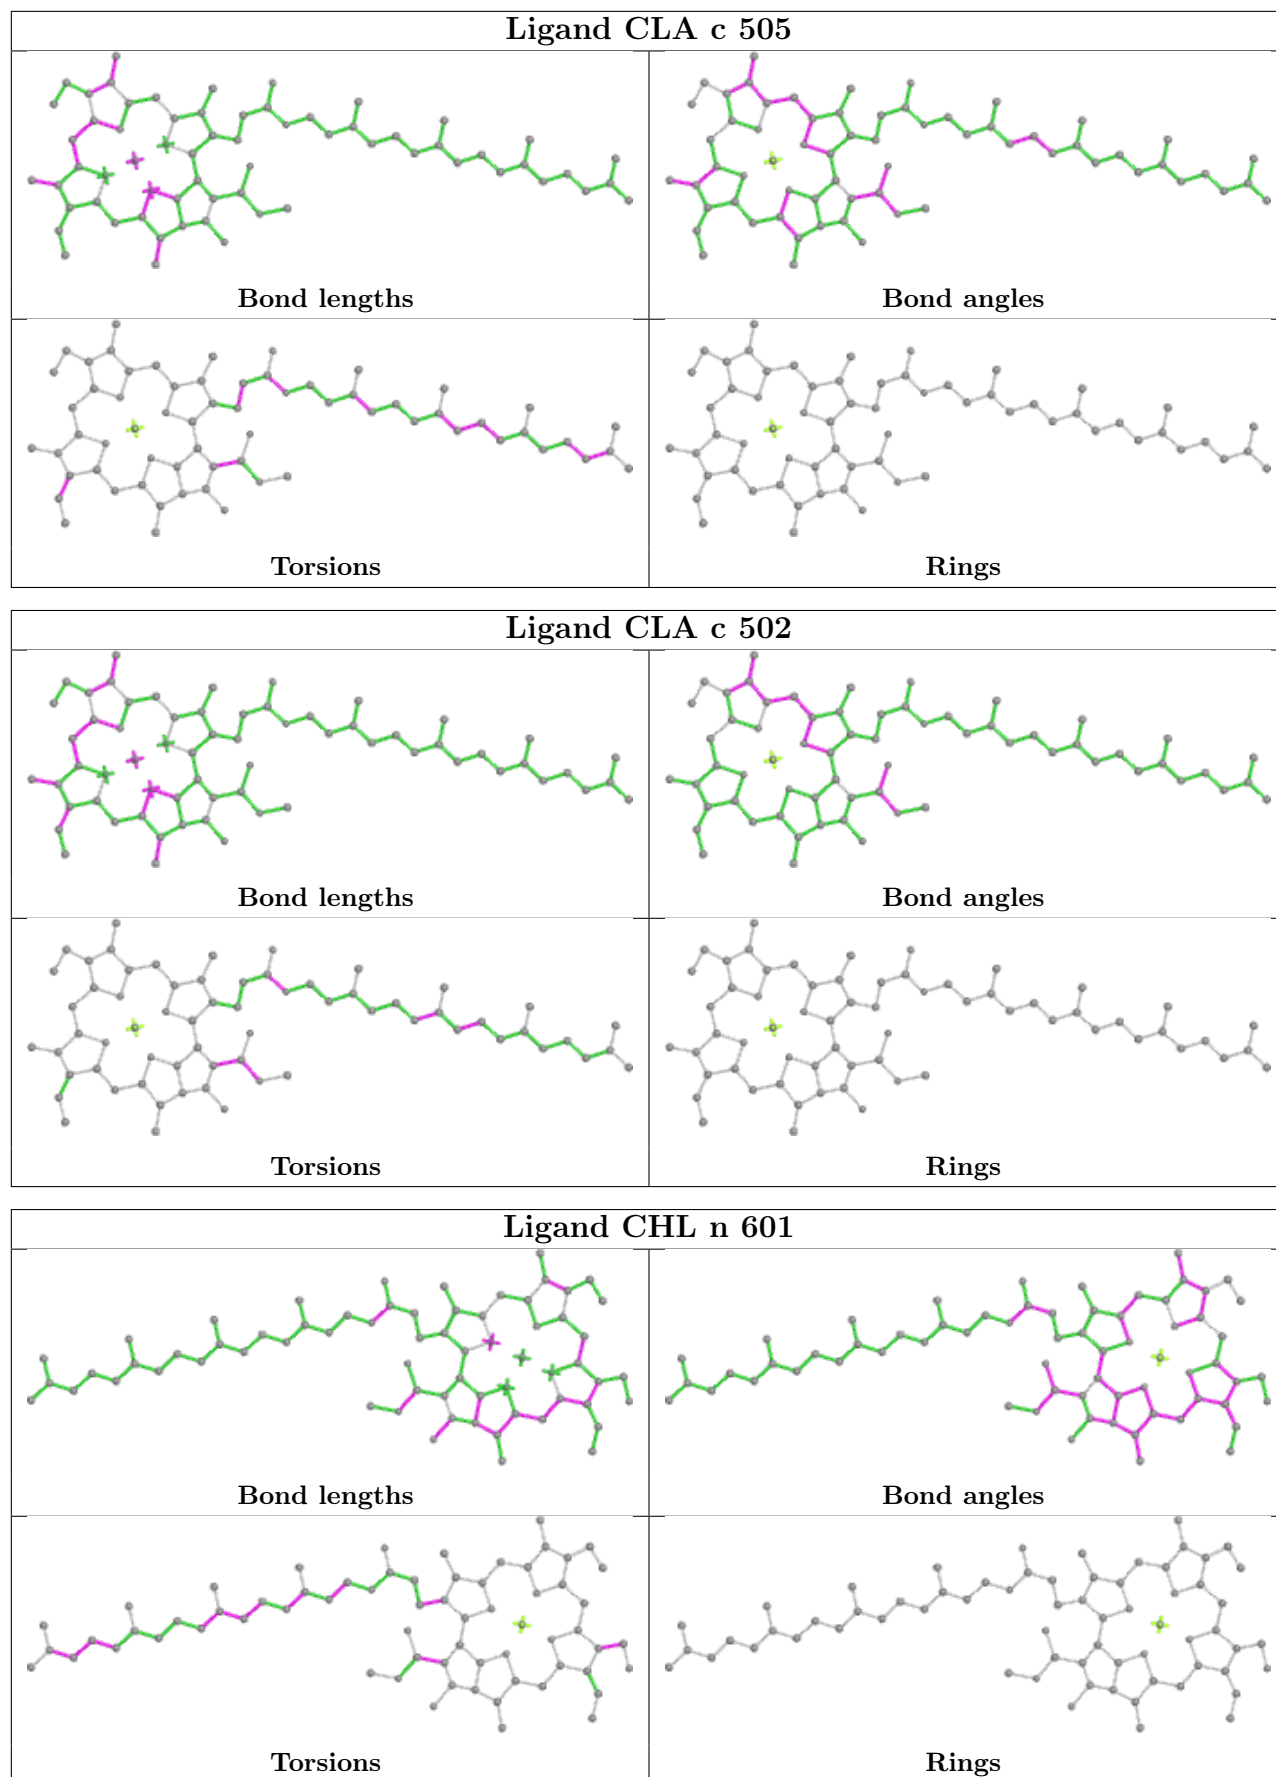 Ligand CLA c 505
Bond lengths
Bond angles
Torsions
Rings
Ligand CLA c 502
Bond lengths
Bond angles
Torsions
Rings
Ligand CHL n 601
Bond lengths
Bond angles
Torsions
Rings